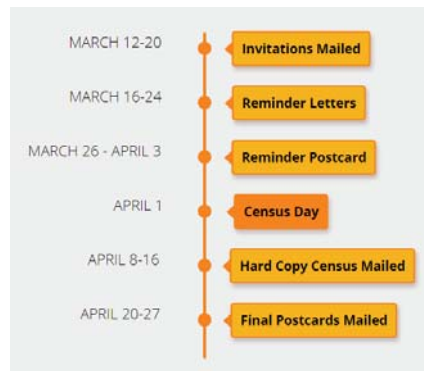 MARCH 12-20 Invitations Mailed
MARCH 16-24 Reminder Letters
MARCH 26 - APRIL 3 Reminder Postcard
APRIL 1 Census Day
APRIL 8-16 Hard Copy Census Mailed
APRIL 20-27 Final Postcards Mailed